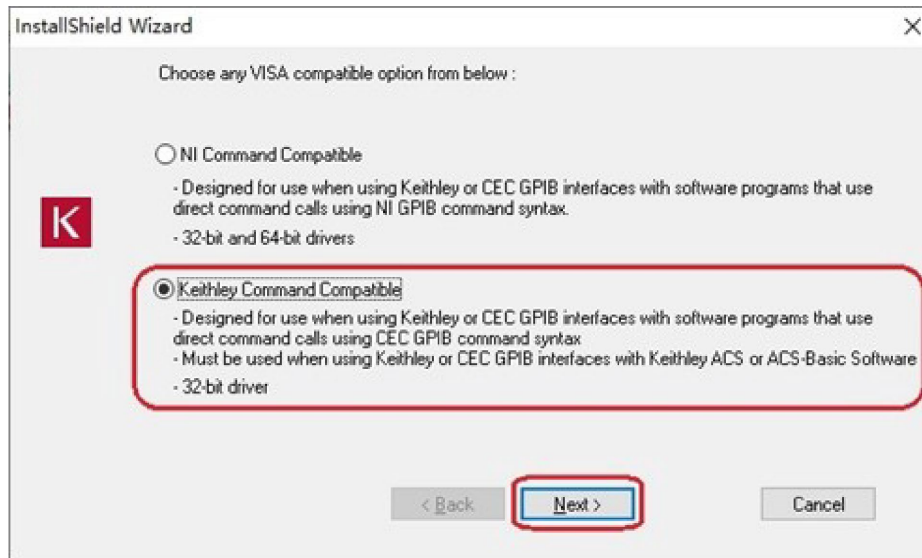 InstallShield Wizard
Choose any VISA compatible option from below :
NI Command Compatible
- Designed for use when using Keithley or CEC GPIB interfaces with software programs that use
direct command calls using NI GPIB command syntax.
- 32-bit and 64-bit drivers
K
Keithley Command Compatible
- Designed for use when using Keithley or CEC GPIB interfaces with software programs that use
direct command calls using CEC GPIB command syntax
- Must be used when using Keithley or CEC GPIB interfaces with Keithley ACS or ACS-Basic Software
- 32-bit driver
< Back Next > Cancel